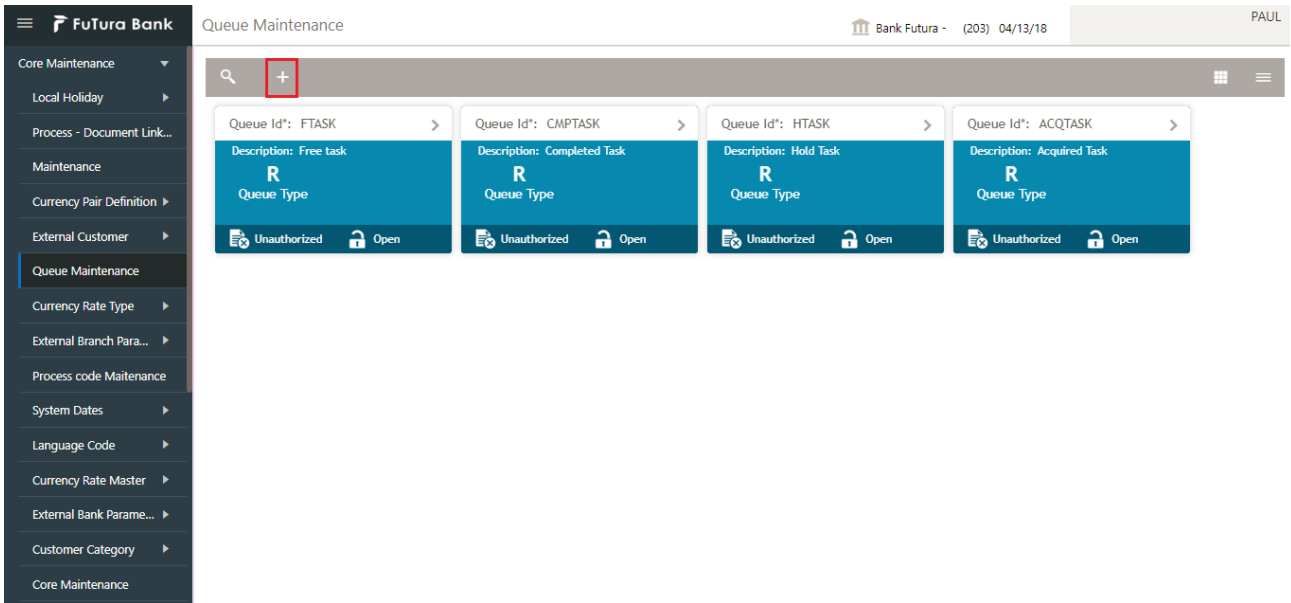 FuTura Bank
Queue Maintenance
Bank Futura - (203) 04/13/18
PAUL
Core Maintenance
Local Holiday
Process - Document Link...
Maintenance
Currency Pair Definition
External Customer
Queue Maintenance
Currency Rate Type
External Branch Para...
Process code Maitenance
System Dates
Language Code
Currency Rate Master
External Bank Parame...
Customer Category
Core Maintenance
Queue Id*: FTASK
Description: Free task
R
Queue Type
Unauthorized Open
Queue Id*: CMPTASK
Description: Completed Task
R
Queue Type
Unauthorized Open
Queue Id*: HTASK
Description: Hold Task
R
Queue Type
Unauthorized Open
Queue Id*: ACQTASK
Description: Acquired Task
R
Queue Type
Unauthorized Open